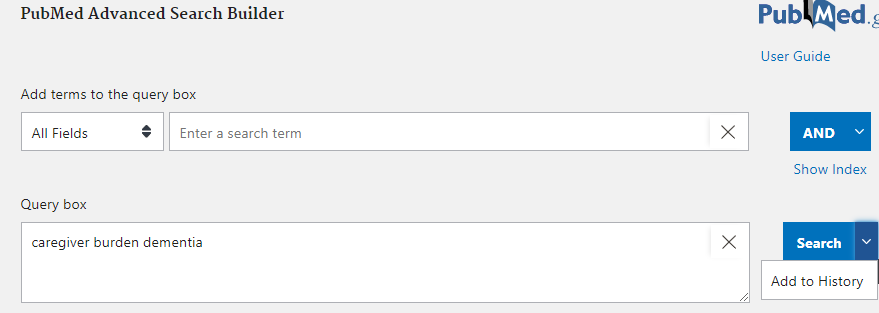 PubMed Advanced Search Builder
PubMed.g
User Guide
Add terms to the query box
All Fields
Enter a search term
AND
Show Index
Query box
caregiver burden dementia
Search
Add to History